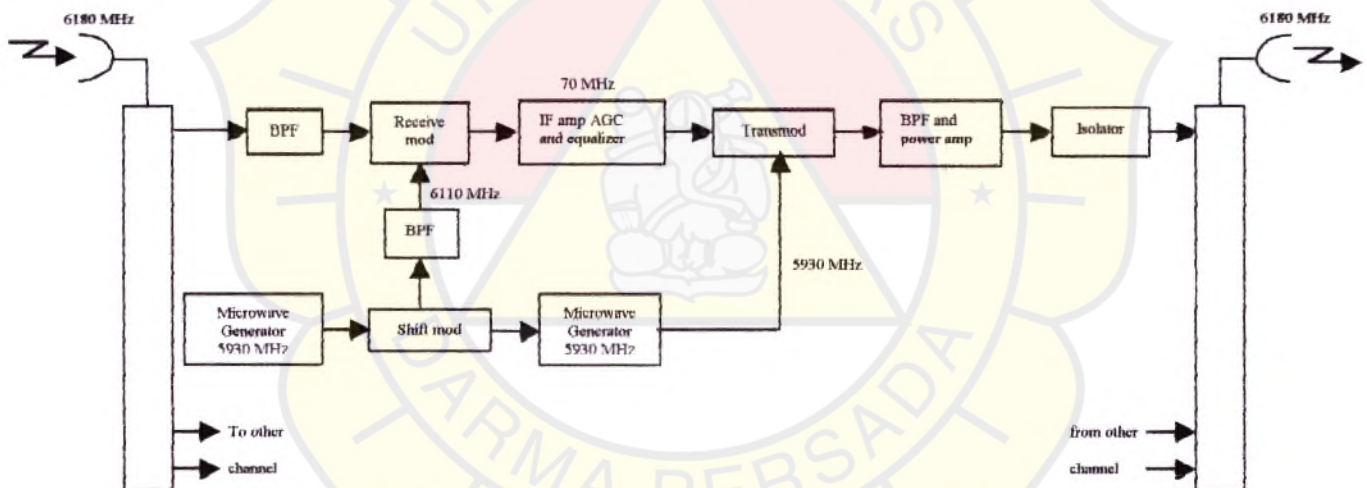 6180 MHz
6180 MHz
70 MHz
BPF
Receive
mod
IF amp AGC
and equalizer
Transmod
BPF and
power amp
Isolator
6110 MHz
BPF
5930 MHz
Microwave
Generator
5930 MHz
Shift mod
Microwave
Generator
5930 MHz
To other
channel
from other
channel
DARMA PERSADA